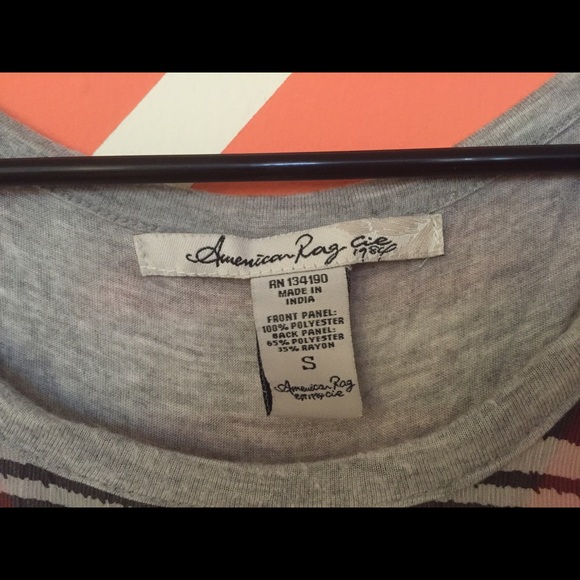 American Rag Cie
1984
RN 134190
MADE IN
INDIA
FRONT PANEL:
100% POLYESTER
BACK PANEL:
65% POLYESTER
35% RAYON
S
American Rag
cie